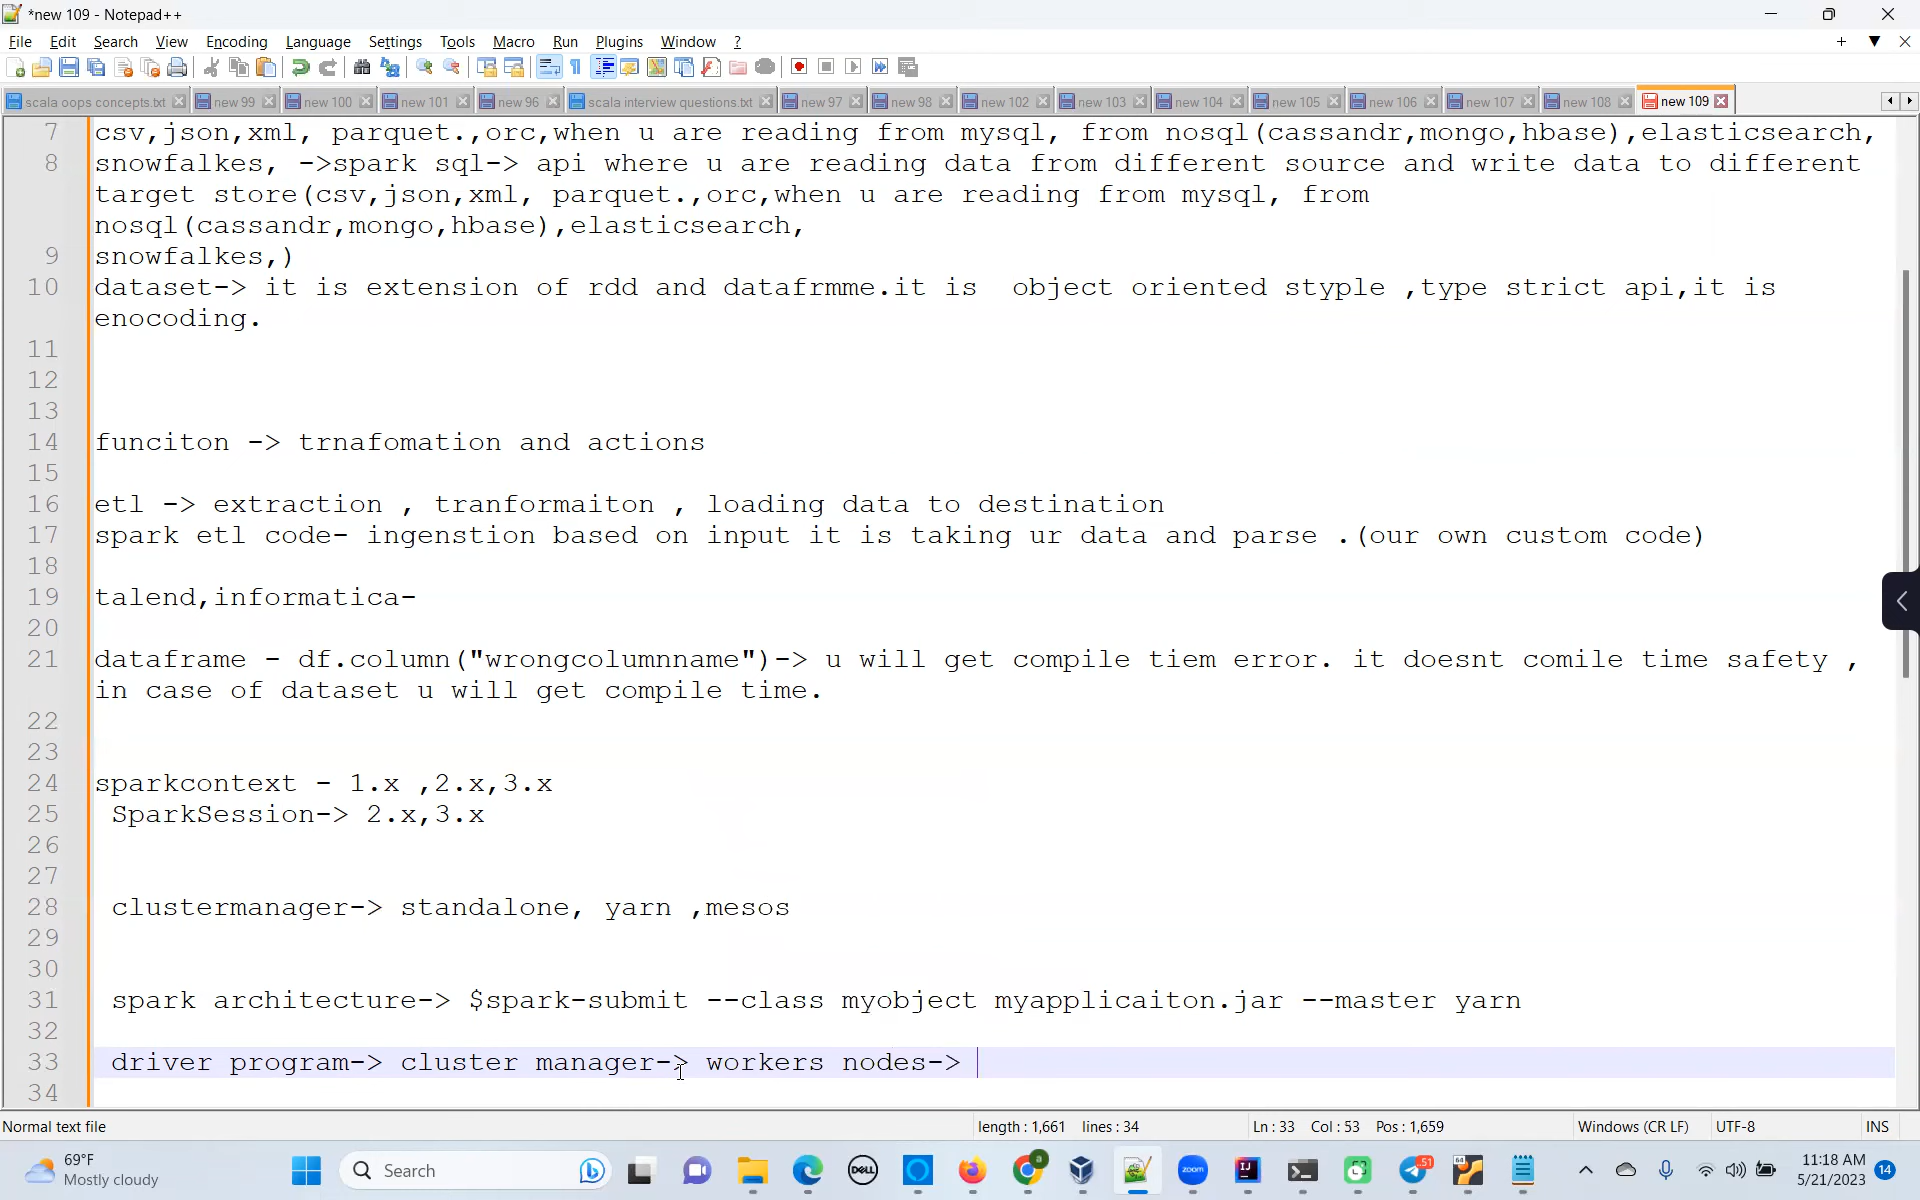 *new 109 - Notepad++
File Edit Search View Encoding Language Settings Tools Macro Run Plugins Window ?
scala oops concepts.txt new 99 new 100 new 101 new 96 scala interview questions.txt new 97 new 98 new 102 new 103 new 104 new 105 new 106 new 107 new 108 new 109
7 csv,json,xml, parquet.,orc,when u are reading from mysql, from nosql(cassandr,mongo,hbase),elasticsearch,
8 snowfalkes, ->spark sql-> api where u are reading data from different source and write data to different
target store(csv,json,xml, parquet.,orc,when u are reading from mysql, from
nosql(cassandr,mongo,hbase),elasticsearch,
9 snowfalkes,)
10 dataset-> it is extension of rdd and datafrmme.it is  object oriented styple ,type strict api,it is
enocoding.
11
12
13
14 funciton -> trnafomation and actions
15
16 etl -> extraction , tranformaiton , loading data to destination
17 spark etl code- ingenstion based on input it is taking ur data and parse .(our own custom code)
18
19 talend,informatica-
20
21 dataframe - df.column("wrongcolumnname")-> u will get compile tiem error. it doesnt comile time safety ,
in case of dataset u will get compile time.
22
23
24 sparkcontext - 1.x ,2.x,3.x
25 SparkSession-> 2.x,3.x
26
27
28 clustermanager-> standalone, yarn ,mesos
29
30
31 spark architecture-> $spark-submit --class myobject myapplicaiton.jar --master yarn
32
33 driver program-> cluster manager-> workers nodes->
34
Normal text file length : 1,661 lines : 34 Ln : 33 Col : 53 Pos : 1,659 Windows (CR LF) UTF-8 INS
69°F
Mostly cloudy
Search
DELL
zoom
IJ
51
64
11:18 AM
5/21/2023
14